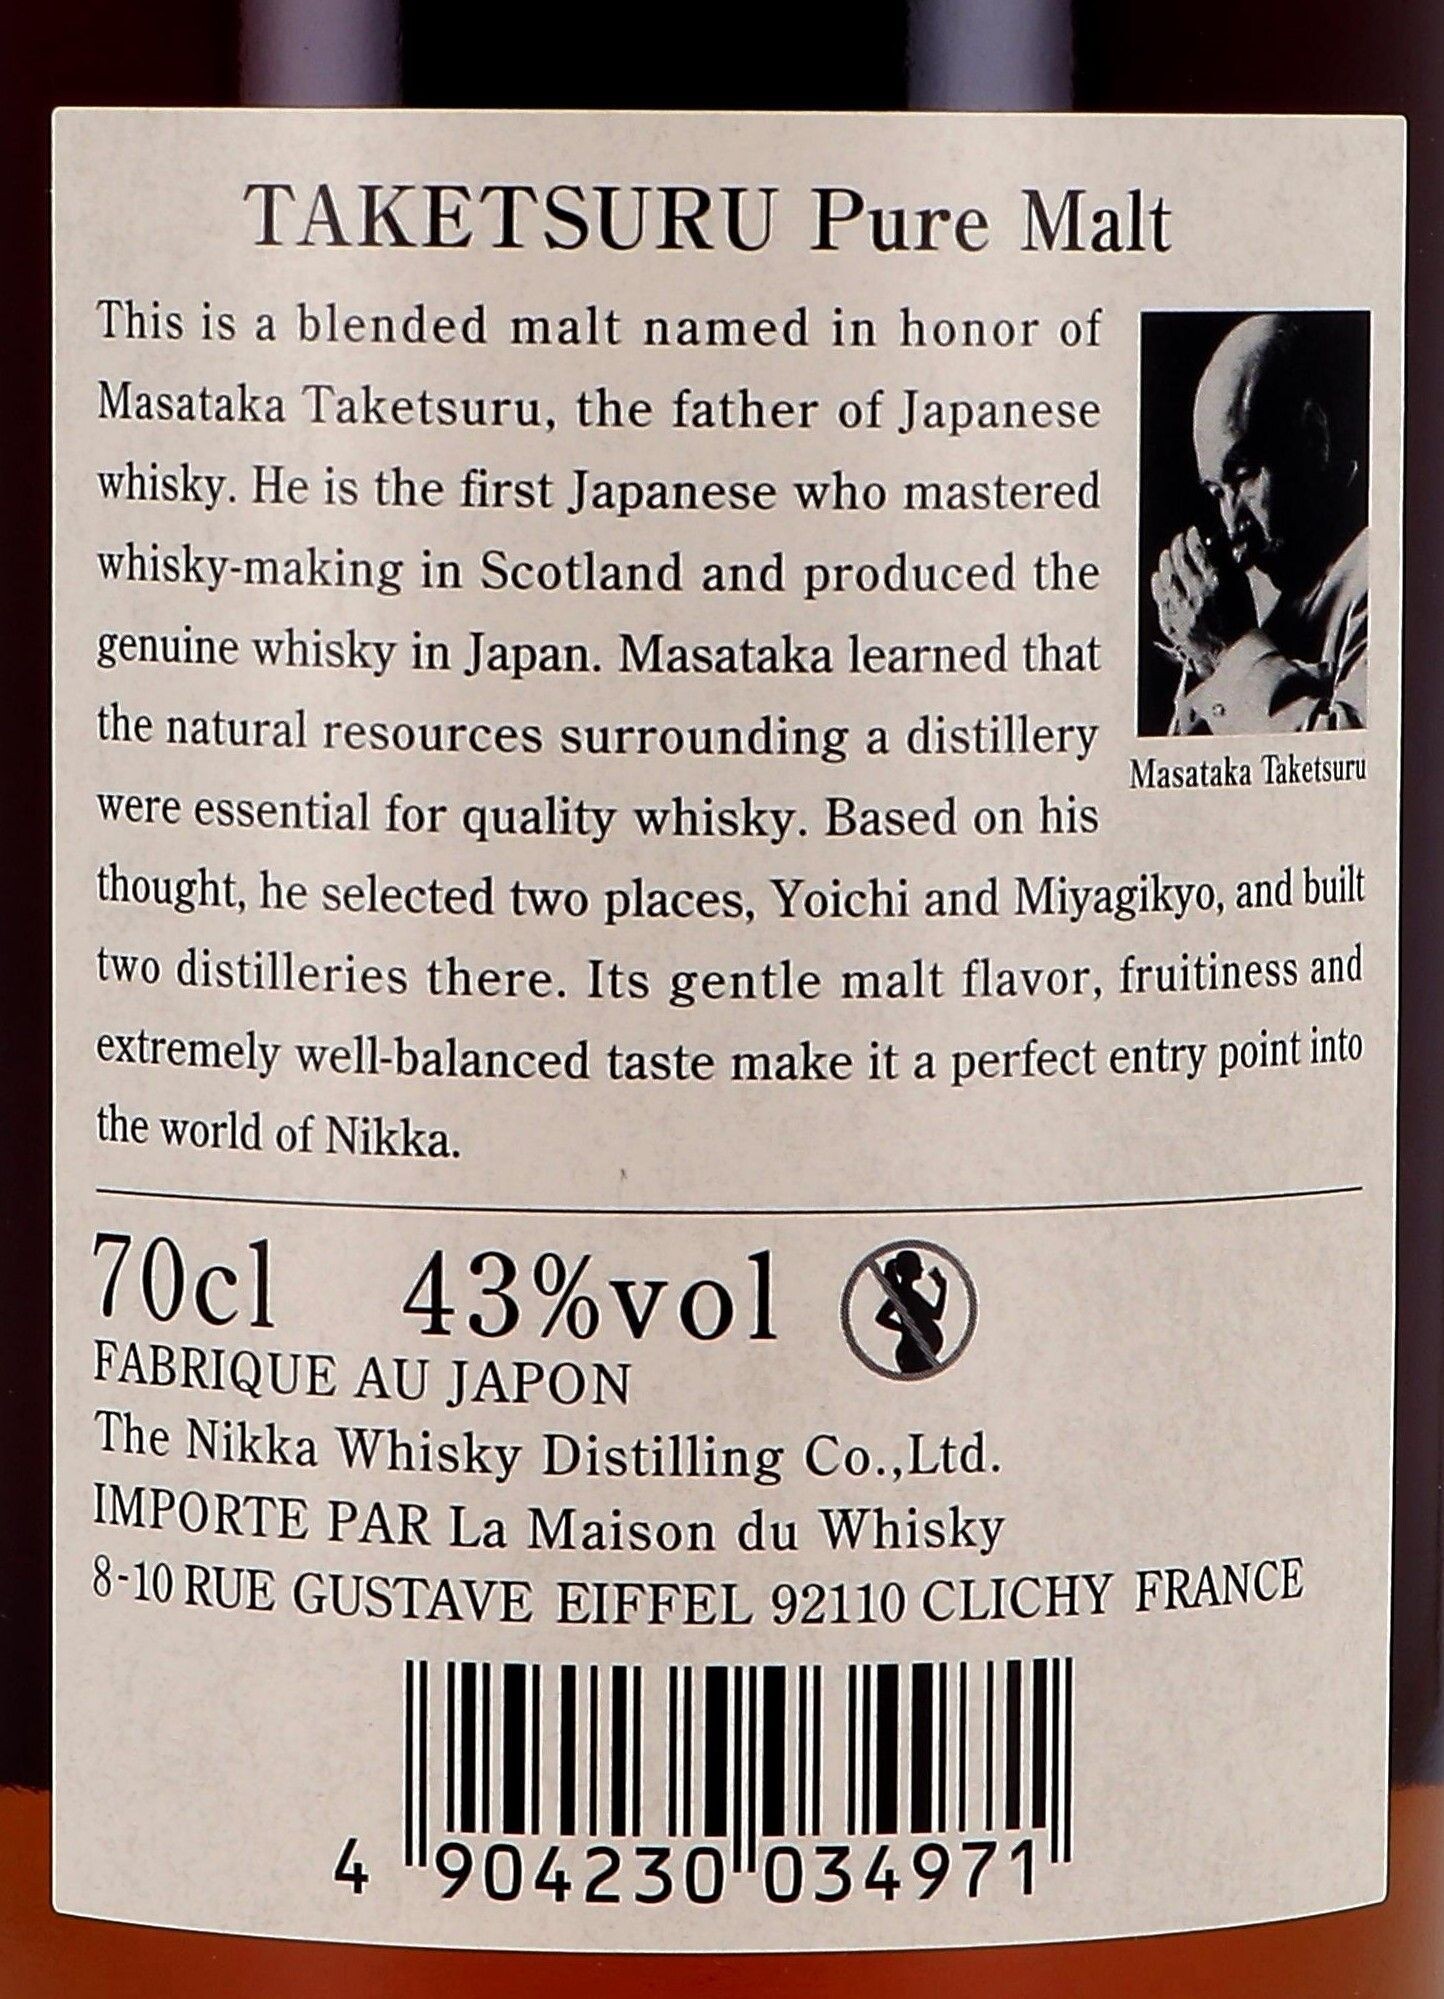 TAKETSURU Pure Malt
This is a blended malt named in honor of
Masataka Taketsuru, the father of Japanese
whisky. He is the first Japanese who mastered
whisky-making in Scotland and produced the
genuine whisky in Japan. Masataka learned that
the natural resources surrounding a distillery
were essential for quality whisky. Based on his
thought, he selected two places, Yoichi and Miyagikyo, and built
two distilleries there. Its gentle malt flavor, fruitiness and
extremely well-balanced taste make it a perfect entry point into
the world of Nikka.
Masataka Taketsuru
70cl 43%vol
FABRIQUE AU JAPON
The Nikka Whisky Distilling Co.,Ltd.
IMPORTE PAR La Maison du Whisky
8-10 RUE GUSTAVE EIFFEL 92110 CLICHY FRANCE
4 904230 034971